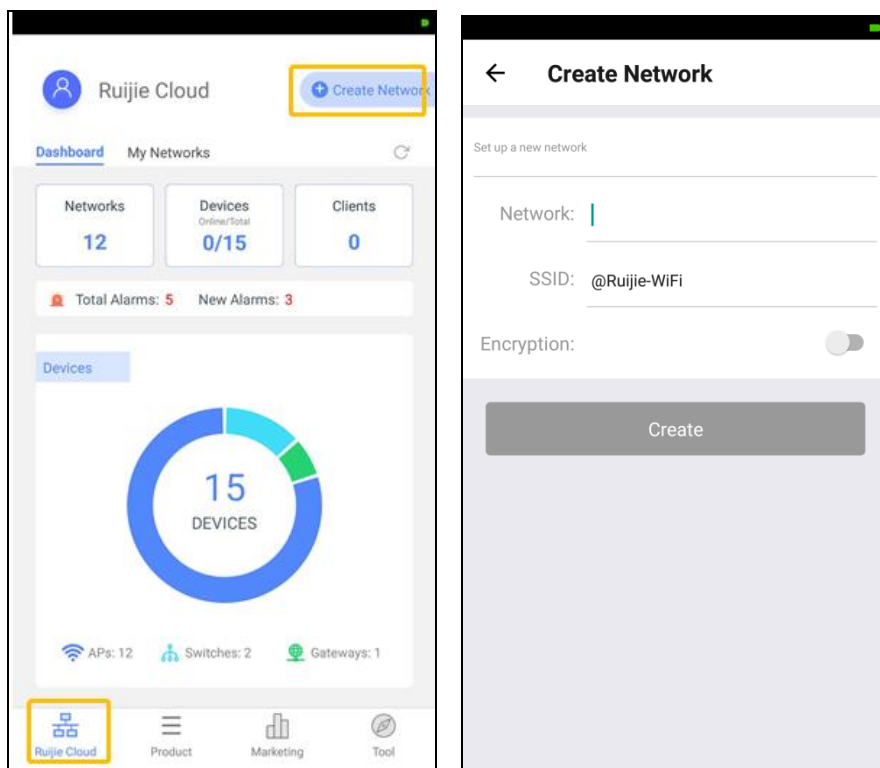 Ruijie Cloud
Create Network
Dashboard My Networks
Networks
12
Devices
Online/Total
0/15
Clients
0
Total Alarms: 5 New Alarms: 3
Devices
15
DEVICES
APs: 12 Switches: 2 Gateways: 1
Ruijie Cloud Product Marketing Tool
Create Network
Set up a new network
Network:
SSID: @Ruijie-WiFi
Encryption:
Create